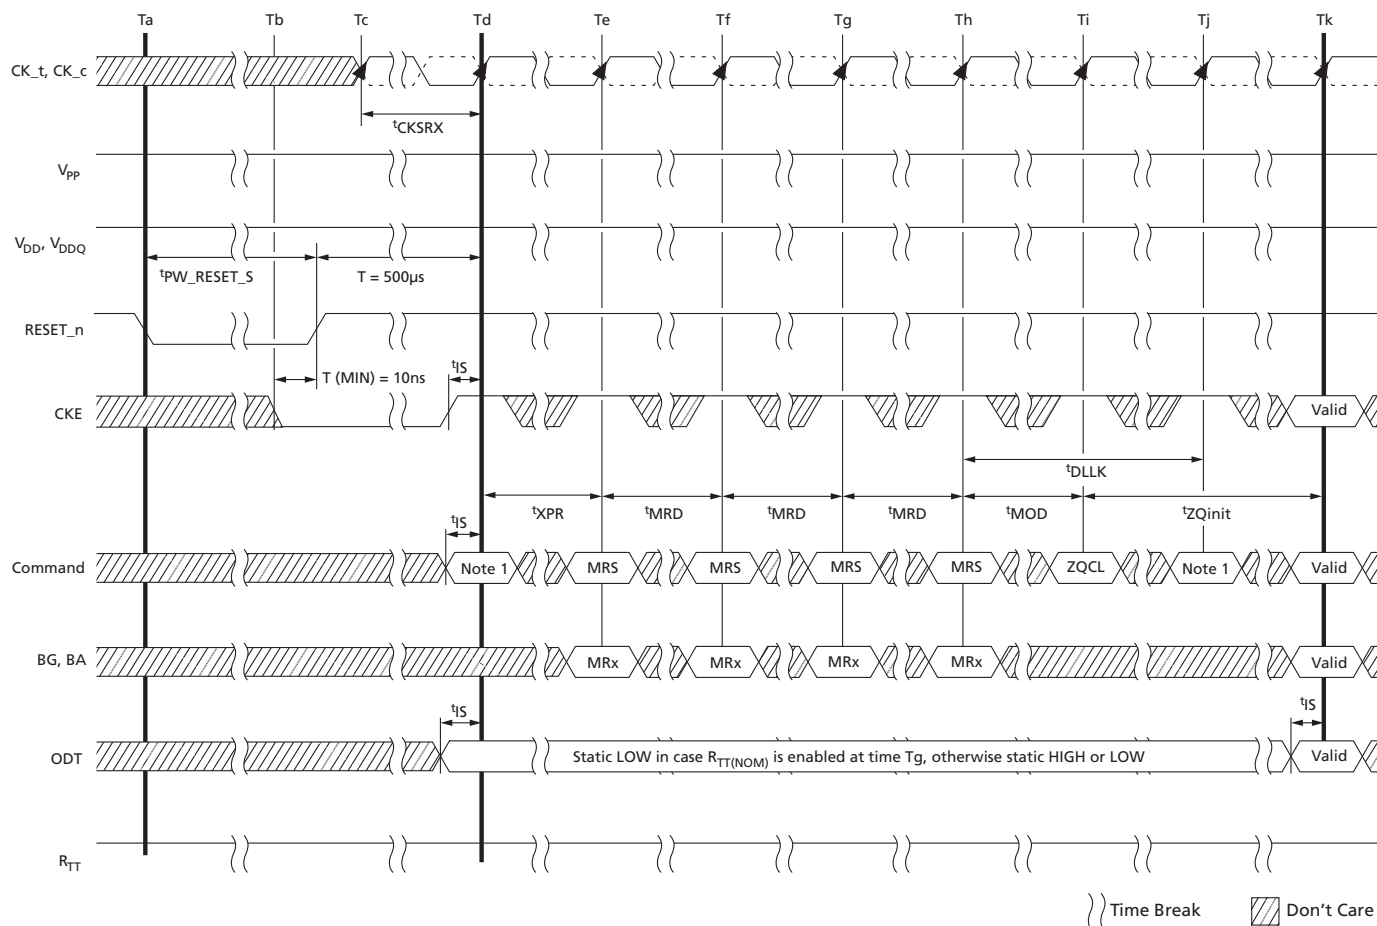 Ta Tb Tc Td Te Tf Tg Th Ti Tj Tk
CK_t, CK_c
tCKSRX
VPP
VDD, VDDQ
tPW_RESET_S T = 500μs
RESET_n
T (MIN) = 10ns tIS
CKE Valid
tDLLK
tXPR tMRD tMRD tMRD tMOD tZQinit
tIS
Command Note 1 MRS MRS MRS MRS ZQCL Note 1 Valid
BG, BA MRx MRx MRx MRx Valid
tIS tIS
ODT Static LOW in case RTT(NOM) is enabled at time Tg, otherwise static HIGH or LOW Valid
RTT
Time Break Don't Care